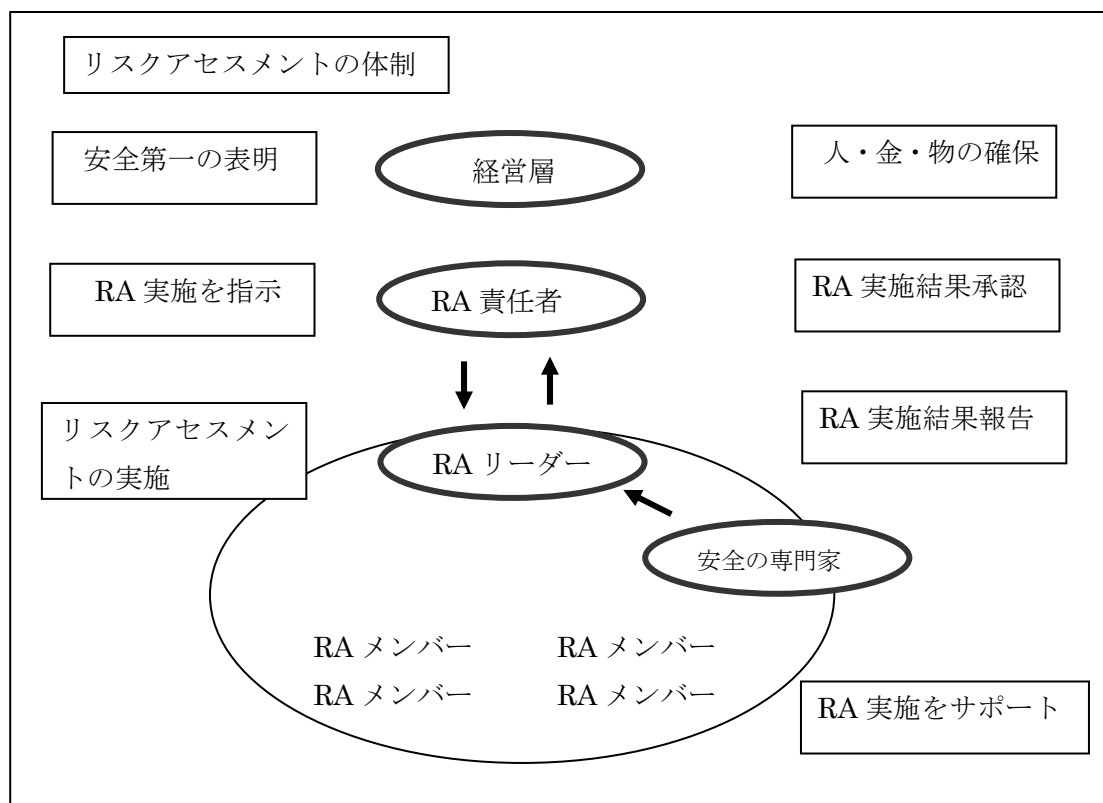 リスクアセスメントの体制
安全第一の表明
経営層
人・金・物の確保
RA 実施を指示
RA 責任者
RA 実施結果承認
リスクアセスメン
トの実施
RA リーダー
RA 実施結果報告
安全の専門家
RA メンバー RA メンバー
RA メンバー RA メンバー
RA 実施をサポート